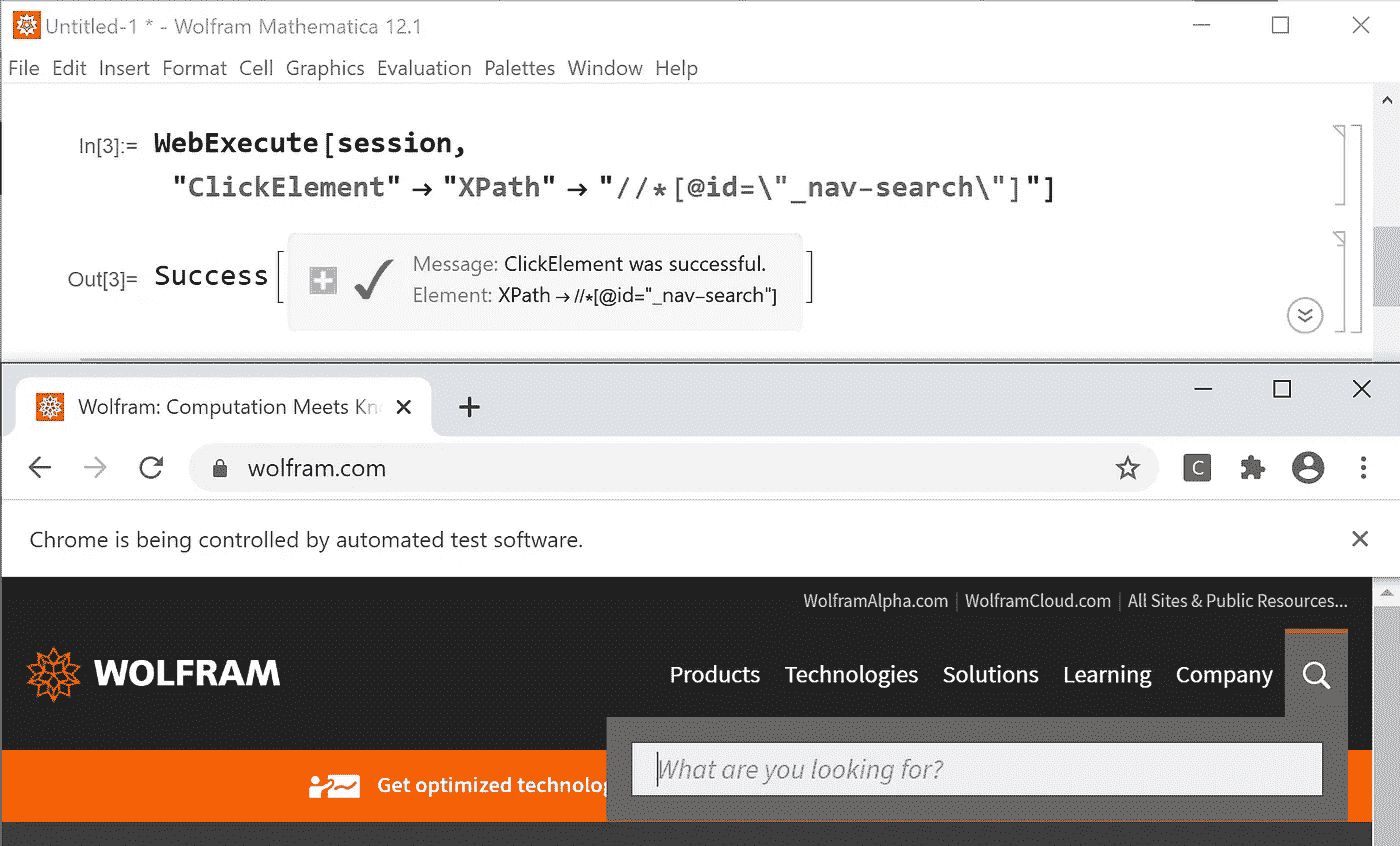 Untitled-1 * - Wolfram Mathematica 12.1
File Edit Insert Format Cell Graphics Evaluation Palettes Window Help
In[3]:= WebExecute[session,
"ClickElement" → "XPath" → "//*[@id=\"_nav-search\"]"]
Out[3]= Success[
Message: ClickElement was successful.
Element: XPath → //*[@id="_nav-search"]
]
Wolfram: Computation Meets Kn
wolfram.com
C
Chrome is being controlled by automated test software.
WolframAlpha.com | WolframCloud.com | All Sites & Public Resources...
WOLFRAM
Products Technologies Solutions Learning Company
What are you looking for?
Get optimized technolog